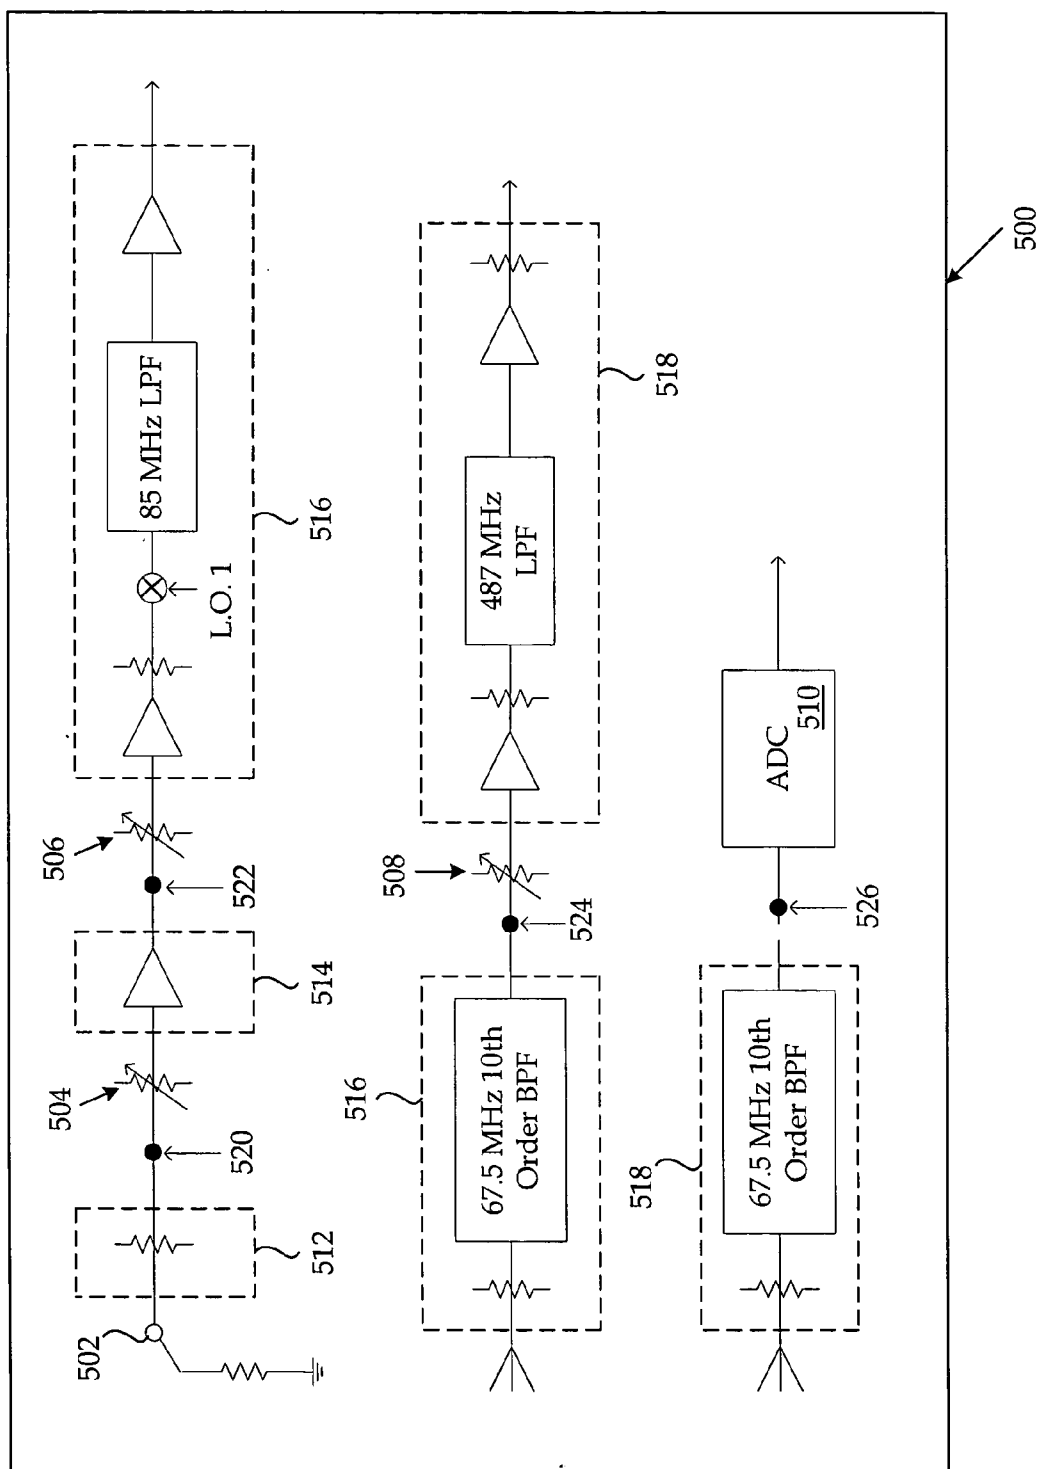 502
512
520
504
514
522
506
L.O. 1
85 MHz LPF
516
516
67.5 MHz 10th
Order BPF
524
508
487 MHz
LPF
518
518
67.5 MHz 10th
Order BPF
526
ADC
510
500